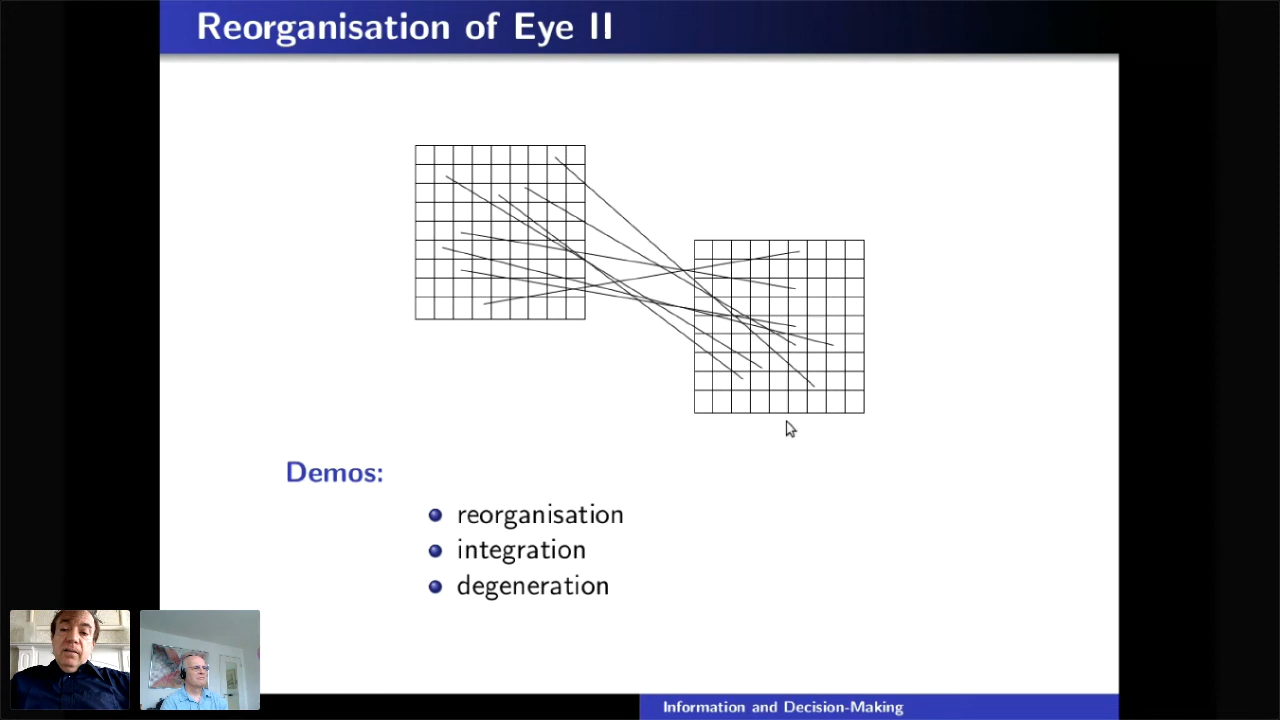 Reorganisation of Eye II
Demos:
reorganisation
integration
degeneration
Information and Decision-Making